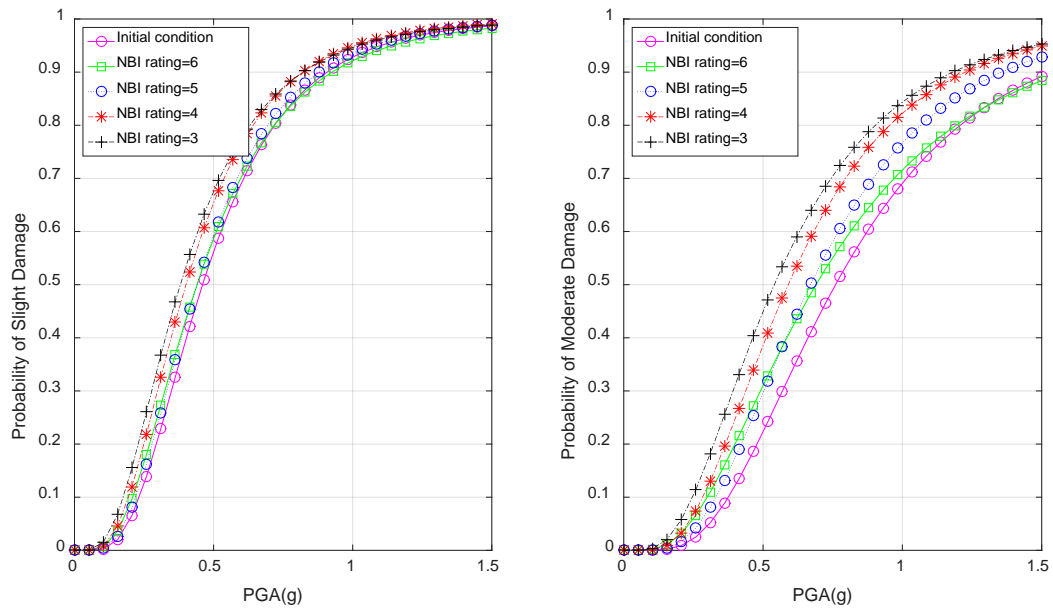 Initial condition
NBI rating=6
NBI rating=5
NBI rating=4
NBI rating=3
1
0.9
0.8
0.7
0.6
0.5
0.4
0.3
0.2
0.1
0
0
0.5
1
1.5
Probability of Slight Damage
PGA(g)
Initial condition
NBI rating=6
NBI rating=5
NBI rating=4
NBI rating=3
1
0.9
0.8
0.7
0.6
0.5
0.4
0.3
0.2
0.1
0
0
0.5
1
1.5
Probability of Moderate Damage
PGA(g)